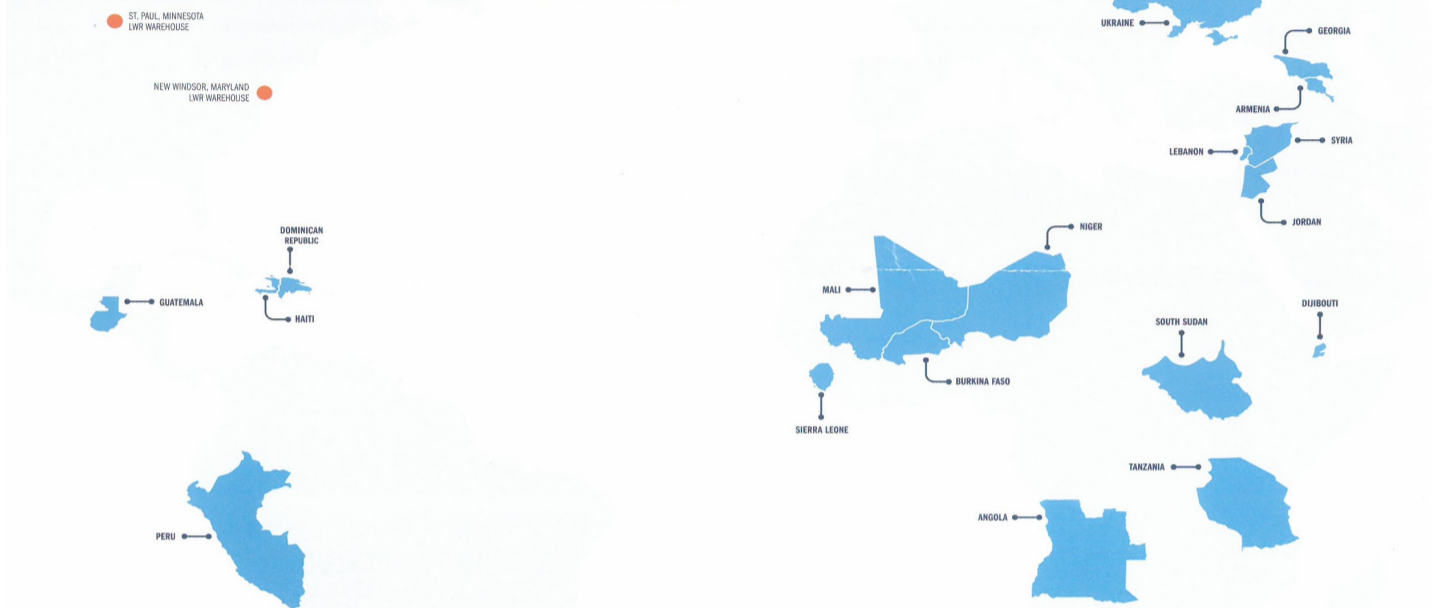 ST. PAUL, MINNESOTA
LWR WAREHOUSE
NEW WINDSOR, MARYLAND
LWR WAREHOUSE
UKRAINE
GEORGIA
ARMENIA
SYRIA
LEBANON
JORDAN
DOMINICAN
REPUBLIC
GUATEMALA
HAITI
NIGER
MALI
BURKINA FASO
SIERRA LEONE
SOUTH SUDAN
DJIBOUTI
TANZANIA
ANGOLA
PERU